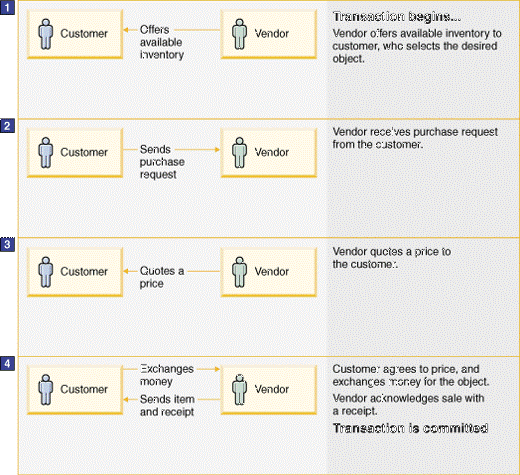 1
Customer
Offers
available
inventory
Vendor
Transaction begins...
Vendor offers available inventory to
customer, who selects the desired
object.
2
Customer
Sends
purchase
request
Vendor
Vendor receives purchase request
from the customer.
3
Customer
Quotes a
price
Vendor
Vendor quotes a price to
the customer.
4
Customer
Exchanges
money
Sends item
and receipt
Vendor
Customer agrees to price, and
exchanges money for the object.
Vendor acknowledges sale with
a receipt.
Transaction is committed